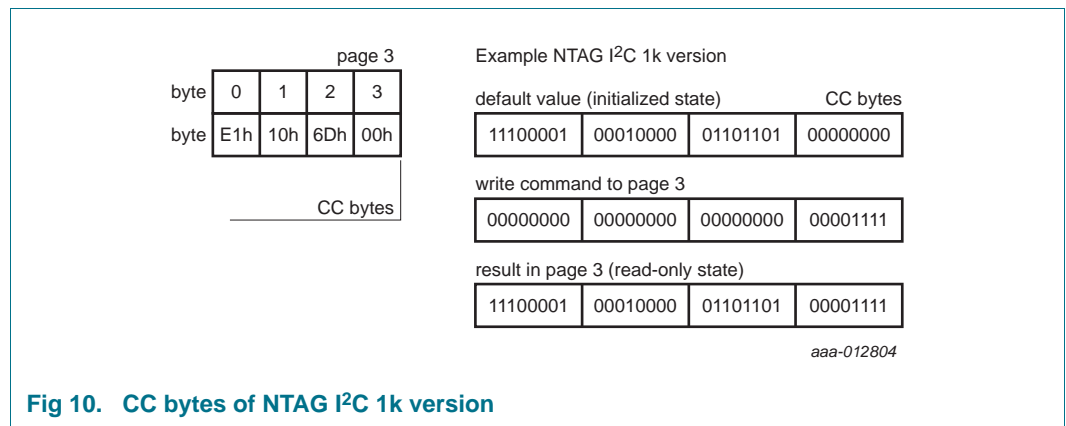 page 3
byte 0 1 2 3
byte E1h 10h 6Dh 00h
CC bytes
Example NTAG I2C 1k version
default value (initialized state) CC bytes
11100001 00010000 01101101 00000000
write command to page 3
00000000 00000000 00000000 00001111
result in page 3 (read-only state)
11100001 00010000 01101101 00001111
aaa-012804
Fig 10. CC bytes of NTAG I2C 1k version